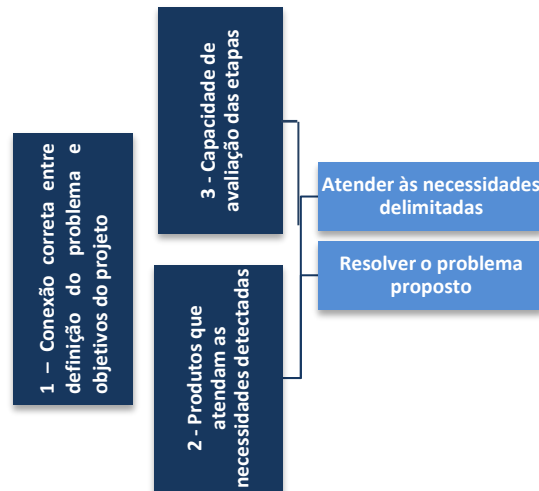 1 – Conexão correta entre
definição do problema e
objetivos do projeto
2 - Produtos que
atendam as
necessidades detectadas
3 - Capacidade de
avaliação das etapas
Atender às necessidades
delimitadas
Resolver o problema
proposto